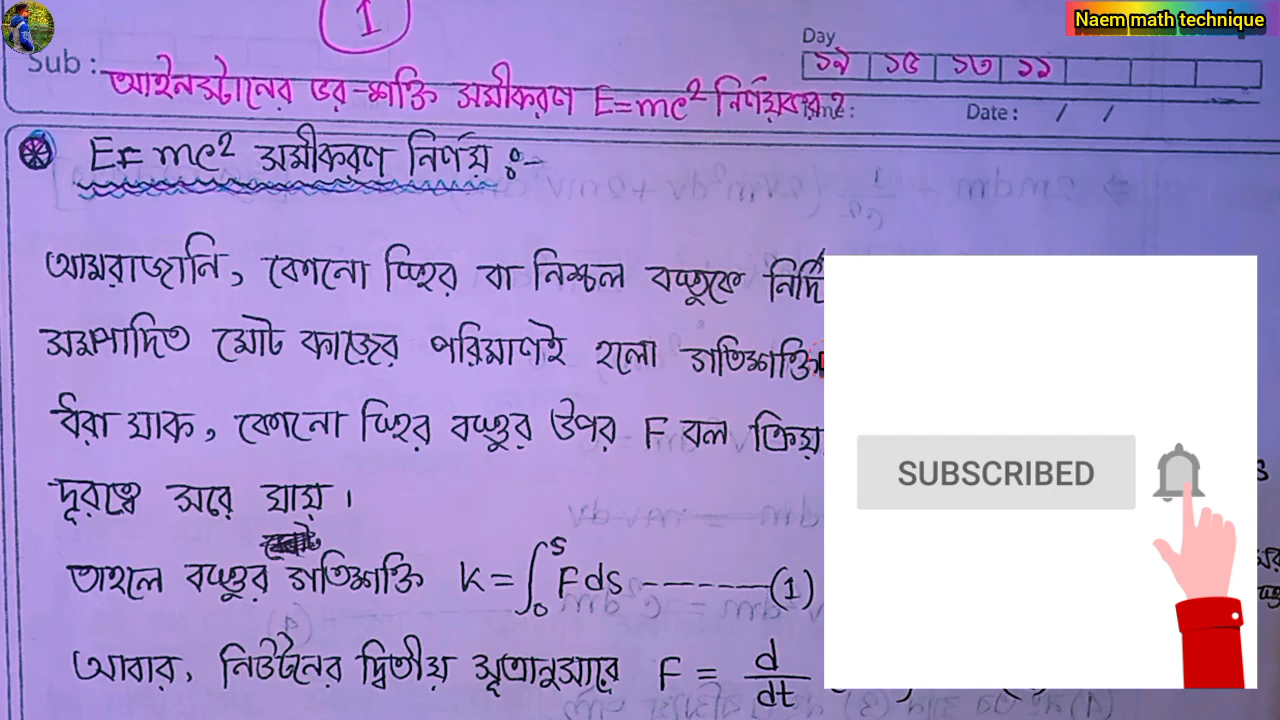 Naem math technique
1
Day
Sub :
১৯ ১৫ ১৩ ১১
আইনস্টানের ভর-শক্তি সমীকরণ E=mc² নির্ণয়কর?
Date : / /
E=mc² সমীকরণ নির্ণয় :-
আমরাজানি, কোনো স্থির বা নিশ্চল বস্তুকে
সম্পাদিত মোট কাজের পরিমাণই হলো গতিশক্তি
ধরা যাক, কোনো স্থির বস্তুর উপর F বল
দূরত্বে সরে যায়।
তাহলে বস্তুর গতিশক্তি K=∫₀ˢ Fds -------(1)
SUBSCRIBED
আবার, নিউটনের দ্বিতীয় সূত্রানুসারে F = d/dt